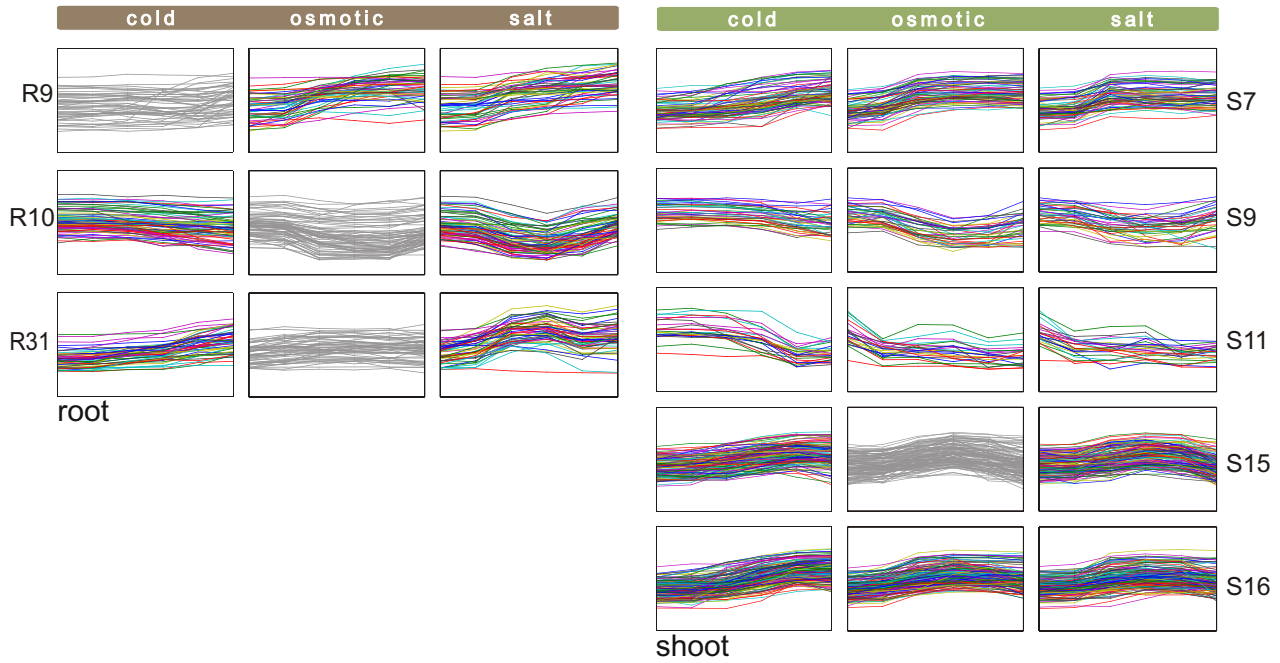 cold osmotic salt cold osmotic salt
R9 S7
R10 S9
R31 S11
root
S15
S16
shoot